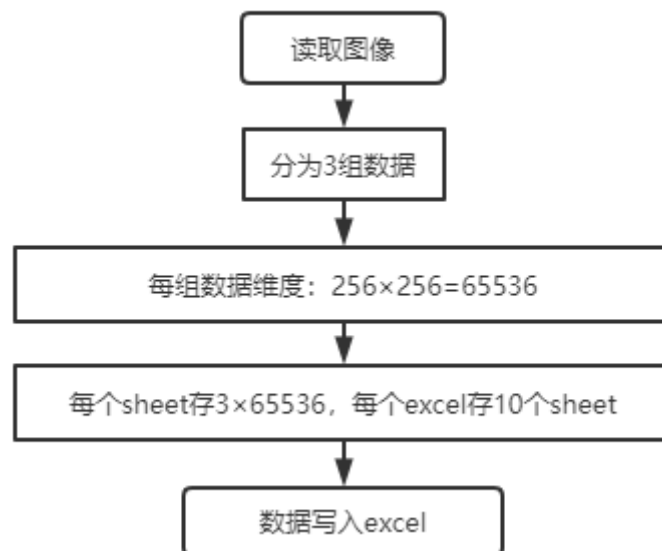 读取图像
分为3组数据
每组数据维度：256×256=65536
每个sheet存3×65536，每个excel存10个sheet
数据写入excel